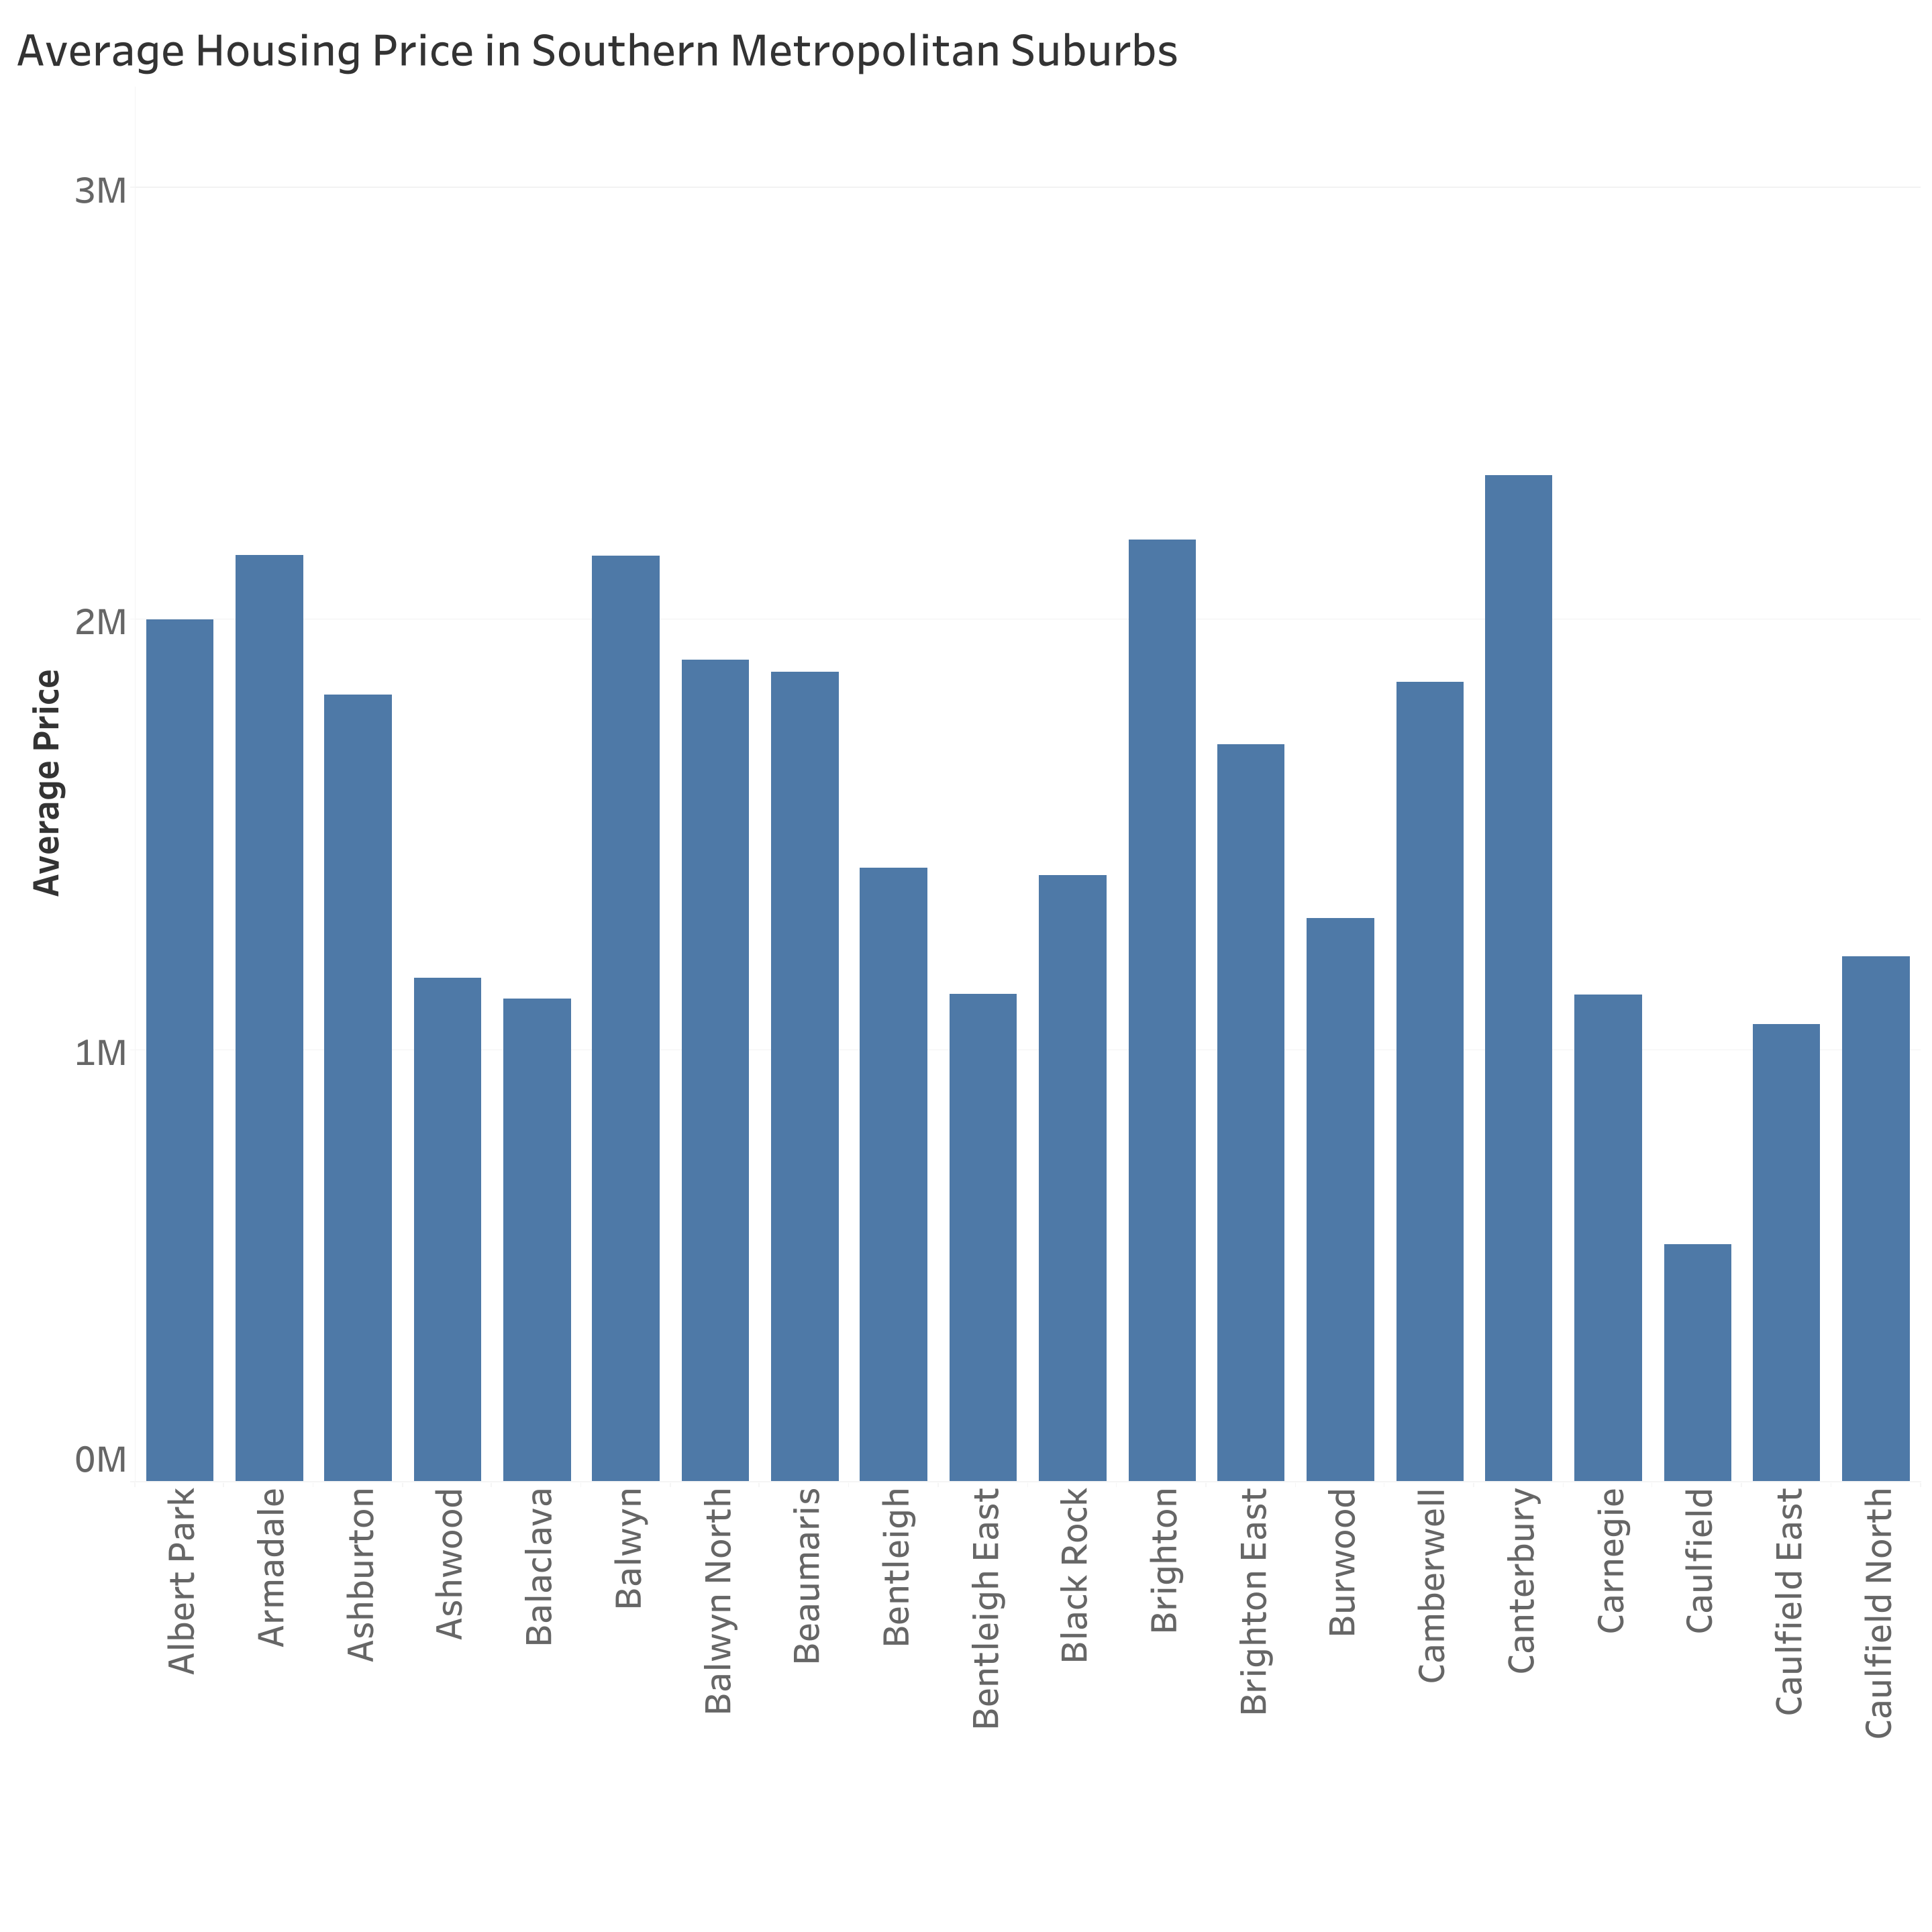 Average Housing Price in Southern Metropolitan Suburbs
3M
2M
1M
0M
Average Price
Albert Park
Armadale
Ashburton
Ashwood
Balaclava
Balwyn
Balwyn North
Beaumaris
Bentleigh
Bentleigh East
Black Rock
Brighton
Brighton East
Burwood
Camberwell
Canterbury
Carnegie
Caulfield
Caulfield East
Caulfield North